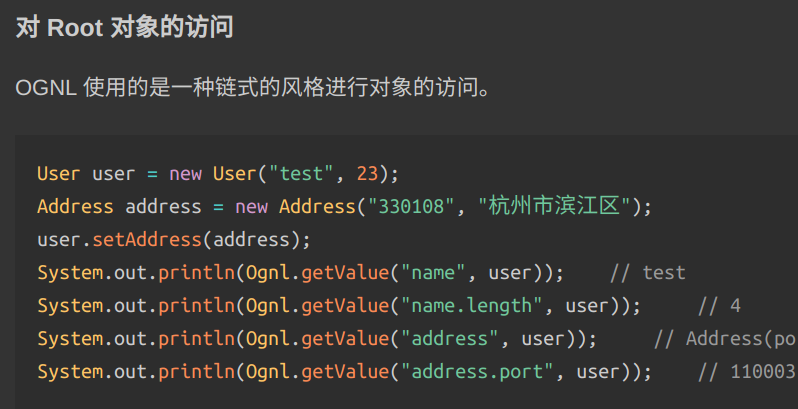 对 Root 对象的访问
OGNL 使用的是一种链式的风格进行对象的访问。
User user = new User("test", 23);
Address address = new Address("330108", "杭州市滨江区");
user.setAddress(address);
System.out.println(Ognl.getValue("name", user));    // test
System.out.println(Ognl.getValue("name.length", user));     // 4
System.out.println(Ognl.getValue("address", user));     // Address(po
System.out.println(Ognl.getValue("address.port", user));    // 110003